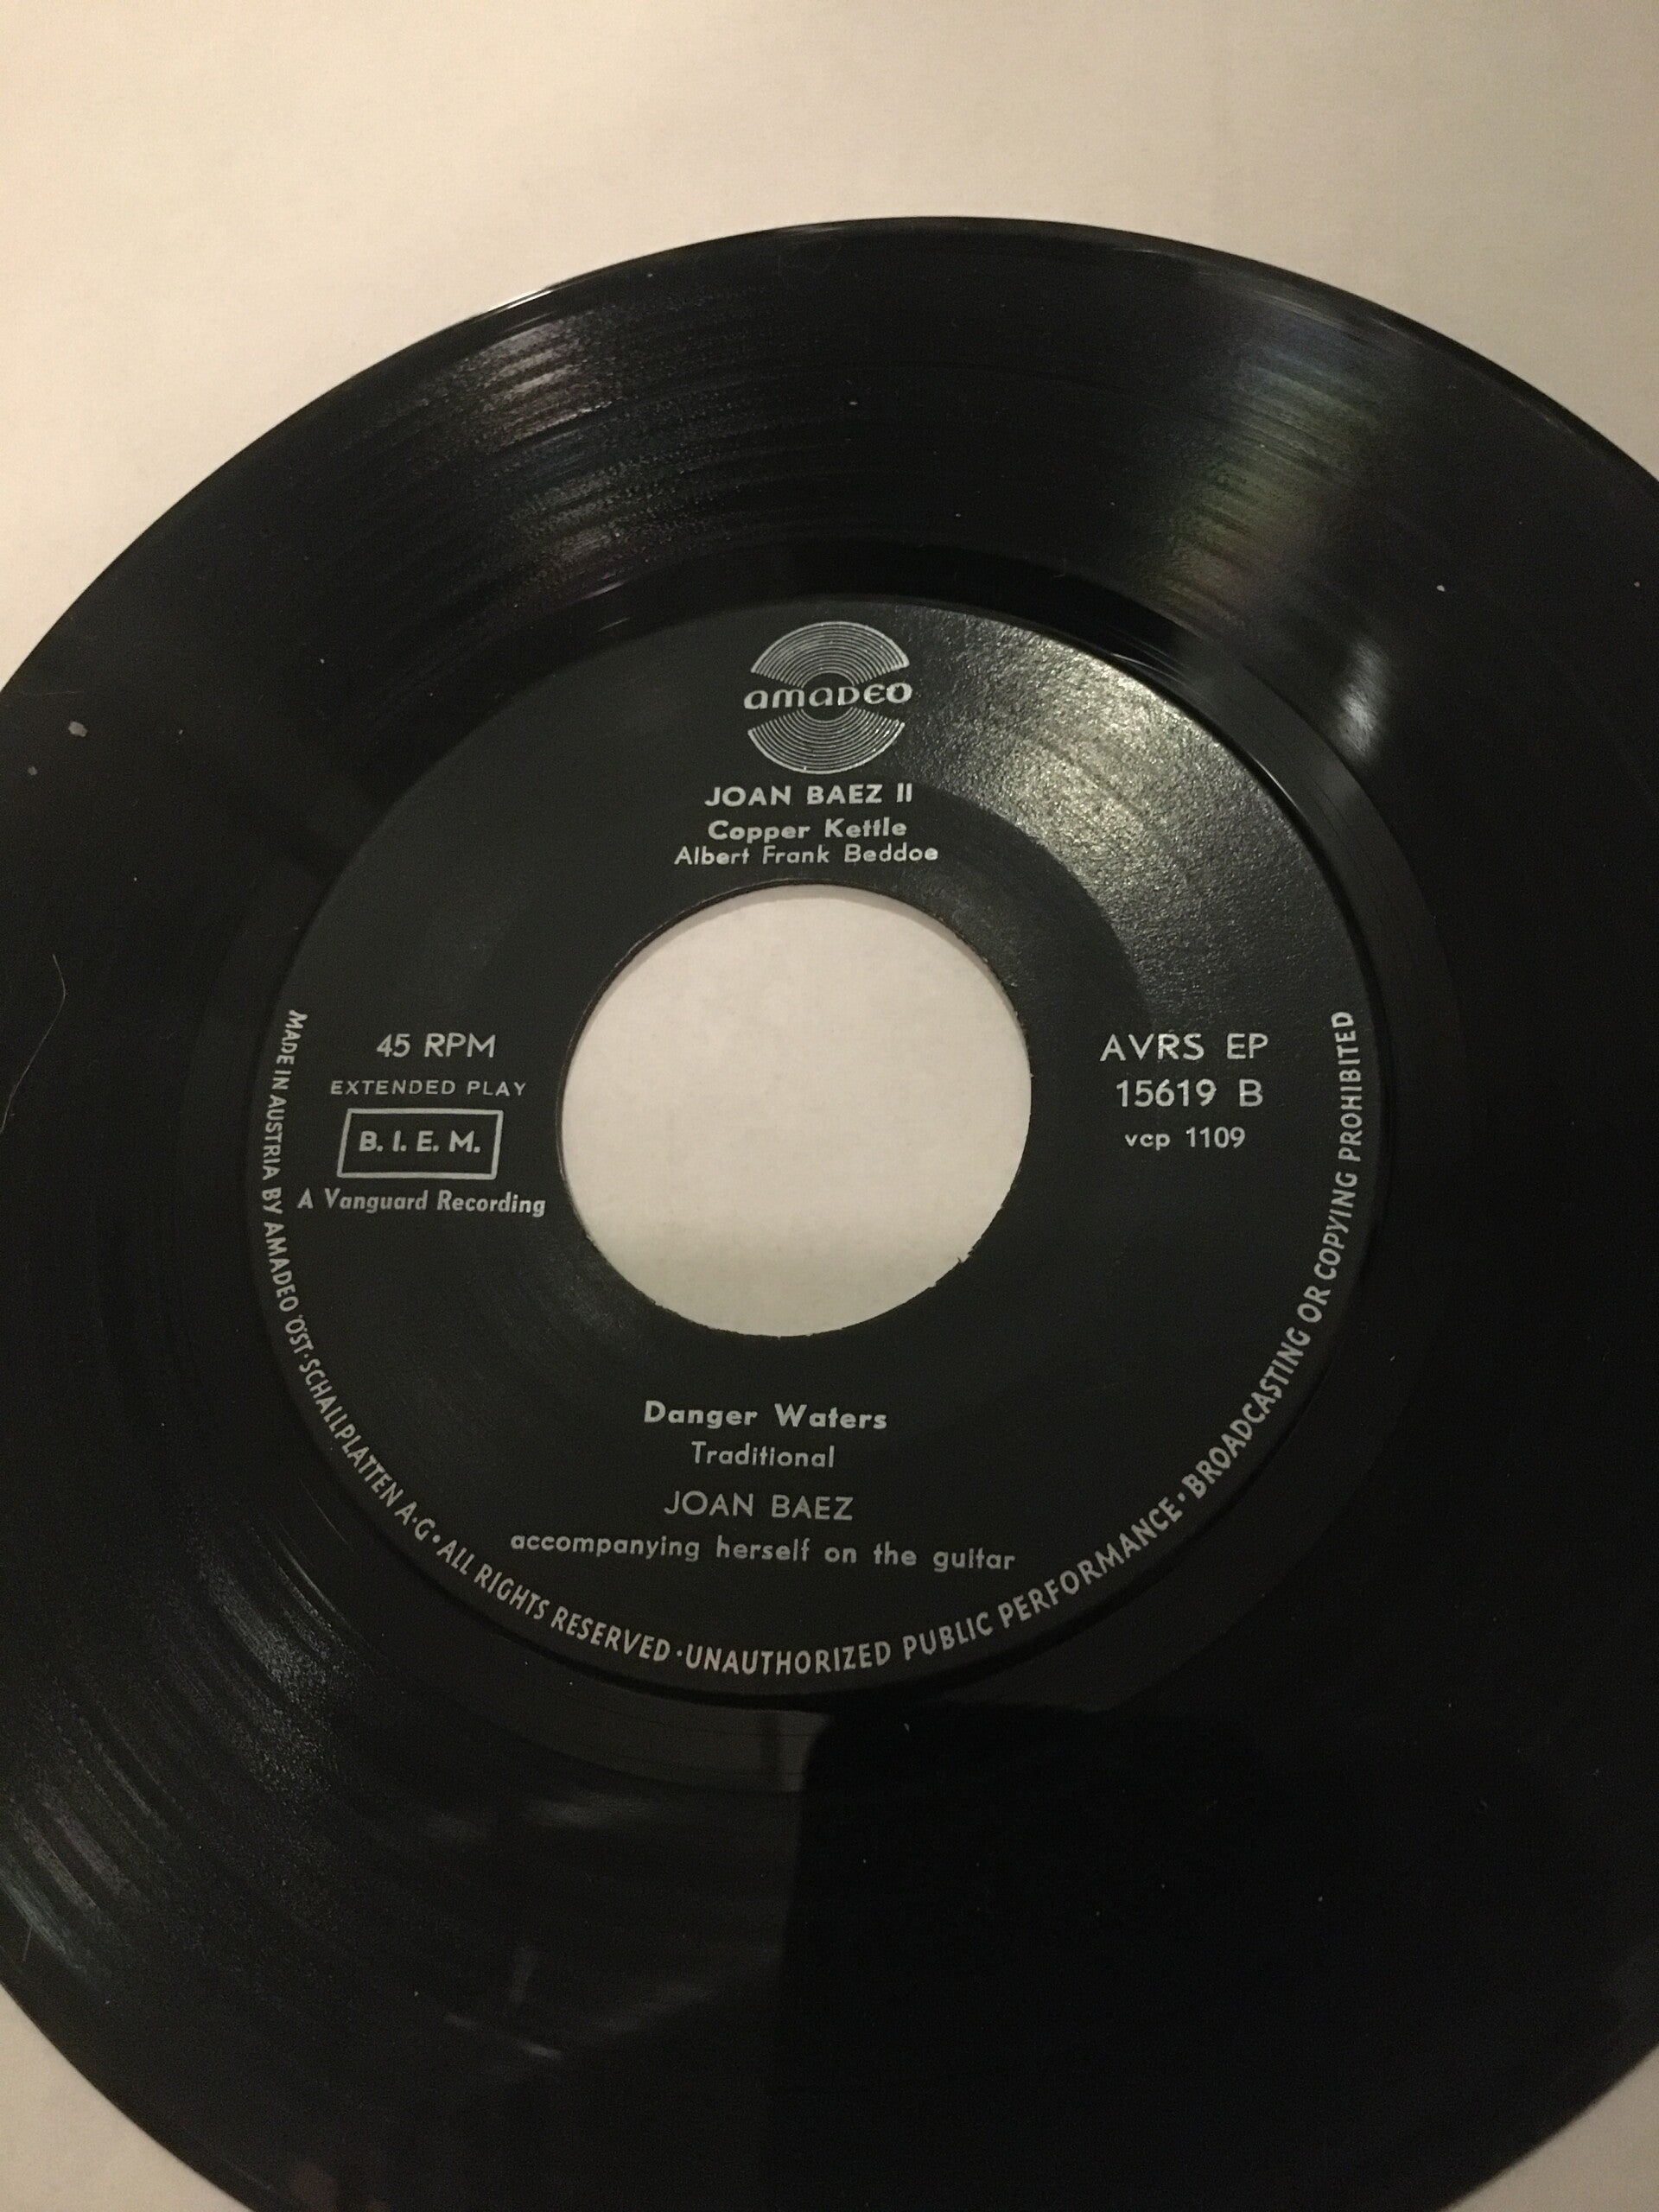 amadeo
JOAN BAEZ II
Copper Kettle
Albert Frank Beddoe
45 RPM
EXTENDED PLAY
B. I. E. M.
A Vanguard Recording
AVRS EP
15619 B
vcp 1109
Danger Waters
Traditional
JOAN BAEZ
accompanying herself on the guitar
MADE IN AUSTRIA BY AMADEO ÖST·SCHALLPLATTEN A·G·ALL RIGHTS RESERVED·UNAUTHORIZED PUBLIC PERFORMANCE·BROADCASTING OR COPYING PROHIBITED